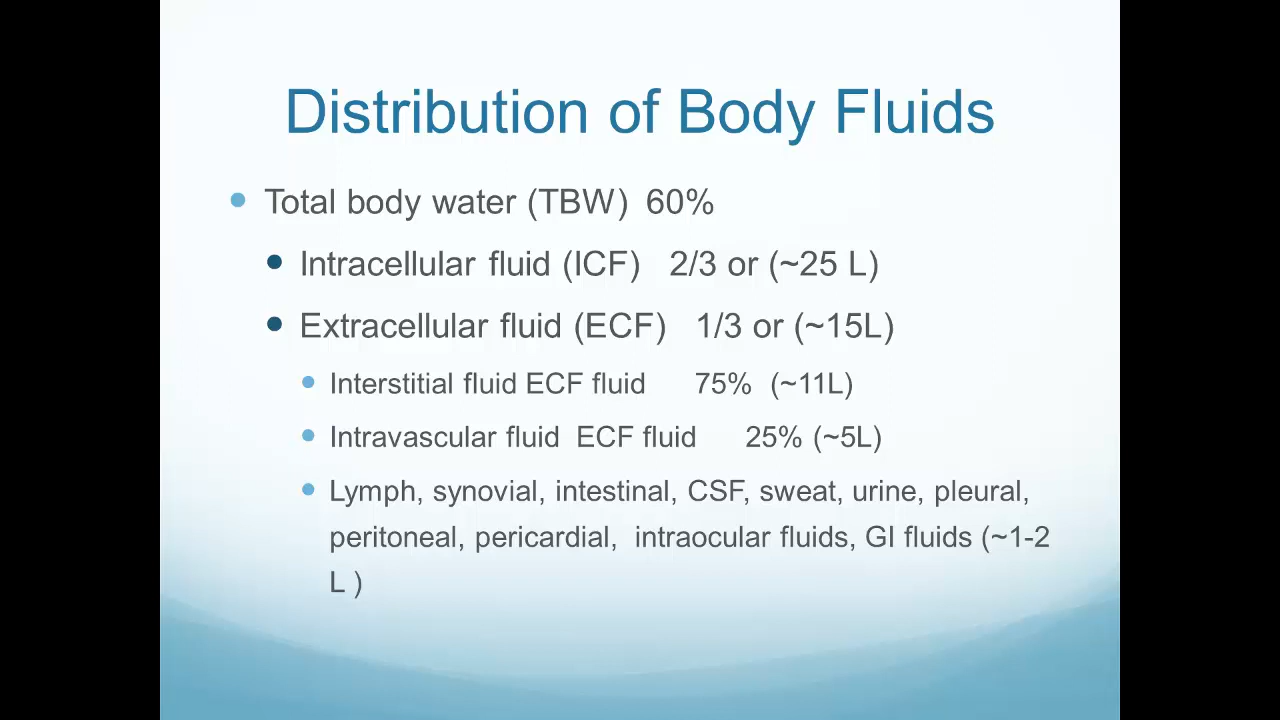 Distribution of Body Fluids
Total body water (TBW) 60%
Intracellular fluid (ICF) 2/3 or (~25 L)
Extracellular fluid (ECF) 1/3 or (~15L)
Interstitial fluid ECF fluid 75% (~11L)
Intravascular fluid ECF fluid 25% (~5L)
Lymph, synovial, intestinal, CSF, sweat, urine, pleural,
peritoneal, pericardial, intraocular fluids, GI fluids (~1-2
L )